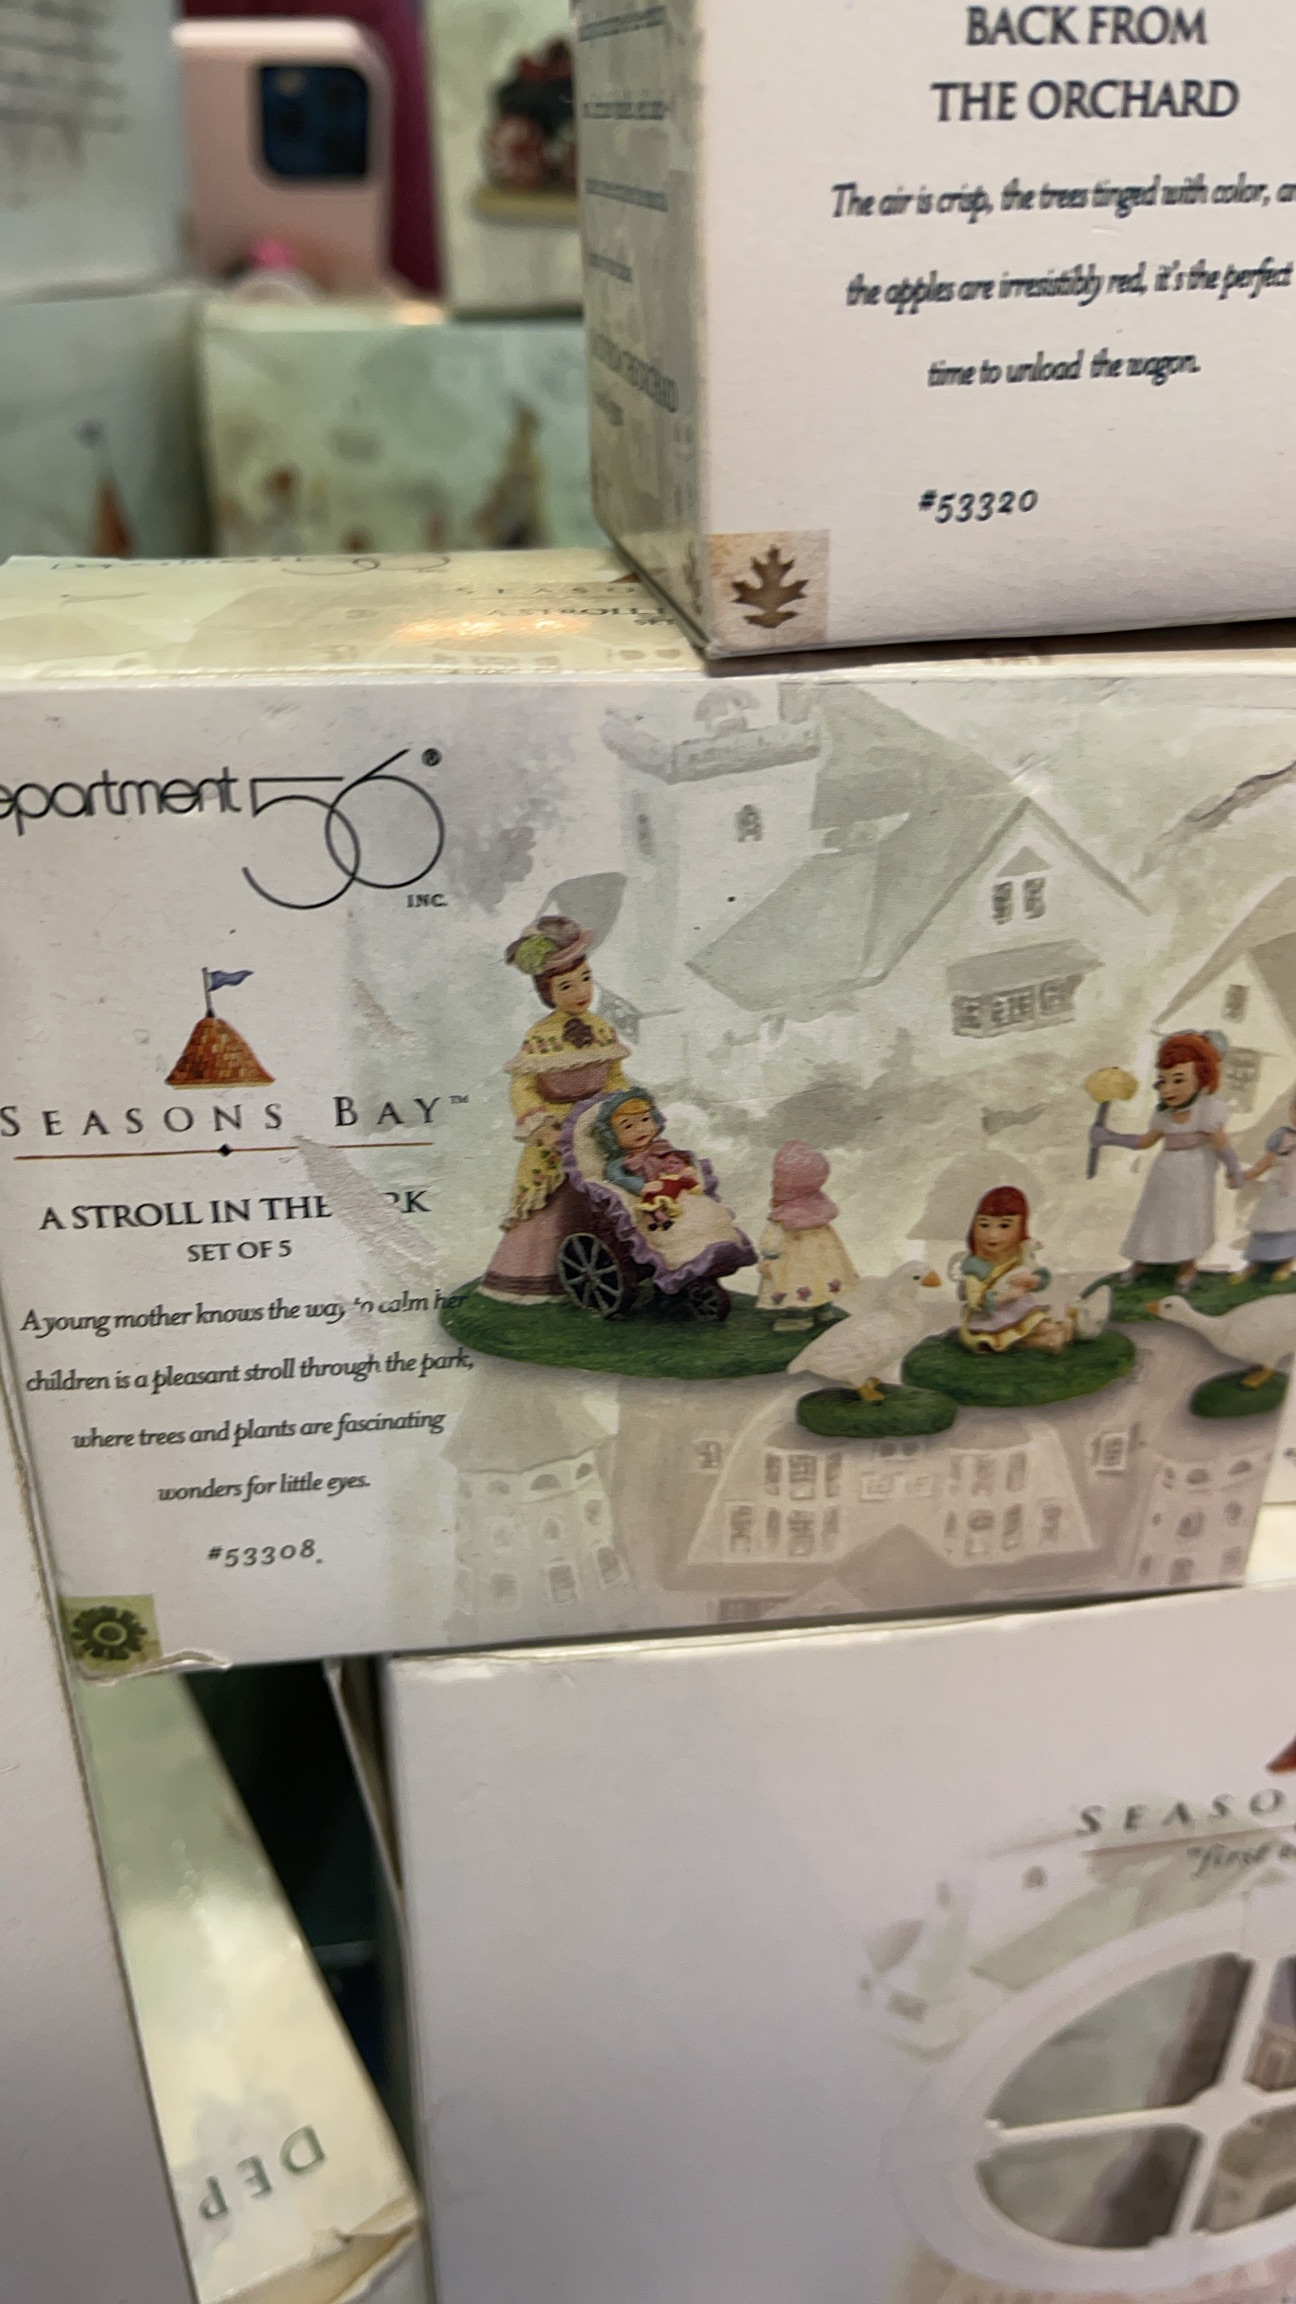 BACK FROM
THE ORCHARD
The air is crisp, the trees tinged with color,
the apples are irresistibly red, it's the perfect
time to unload the wagon.
#53320
epartment 56®
INC.
SEASONS BAY™
A STROLL IN THE RK
SET OF 5
A young mother knows the way to calm her
children is a pleasant stroll through the park,
where trees and plants are fascinating
wonders for little eyes.
#53308.
SEASO
"first
DEP